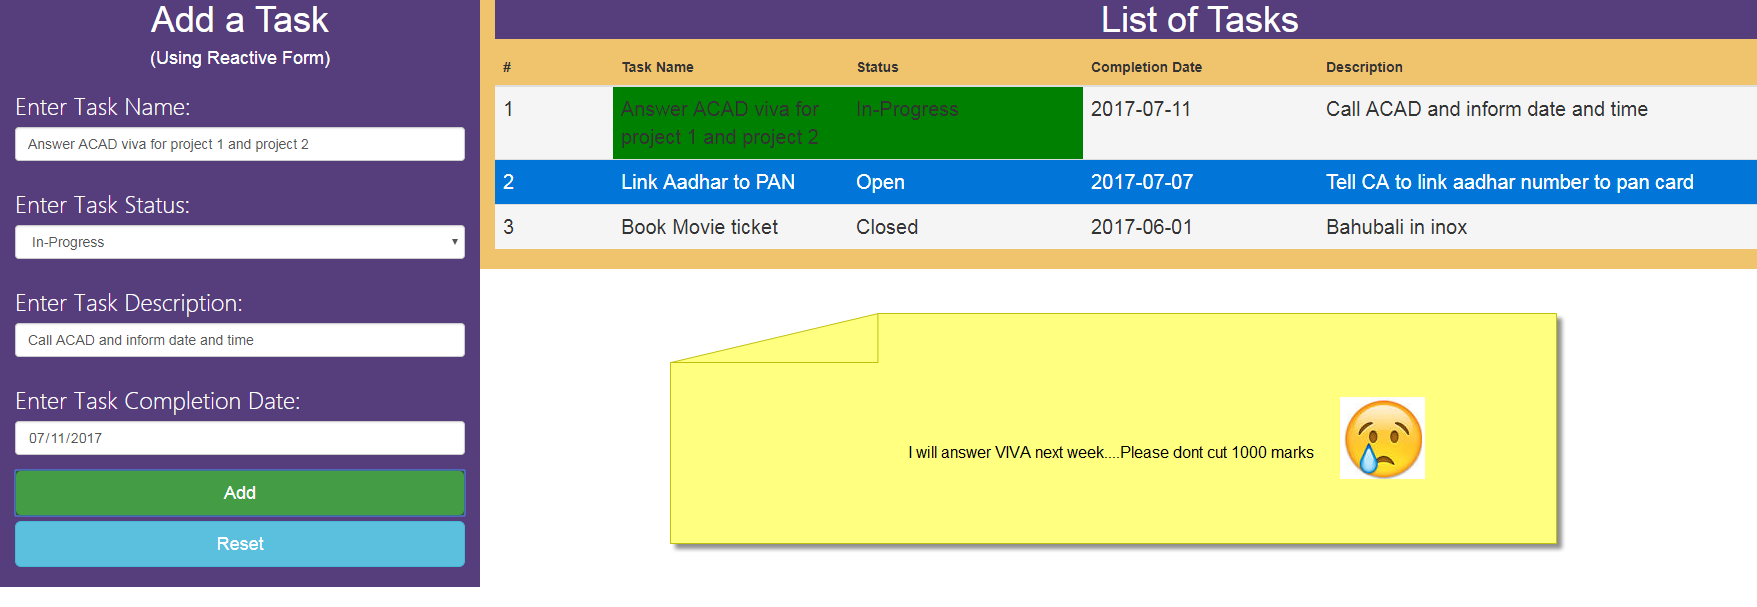 Add a Task
(Using Reactive Form)
Enter Task Name:
Answer ACAD viva for project 1 and project 2
Enter Task Status:
In-Progress
Enter Task Description:
Call ACAD and inform date and time
Enter Task Completion Date:
07/11/2017
Add
Reset
List of Tasks
# Task Name Status Completion Date Description
1 Answer ACAD viva for In-Progress 2017-07-11 Call ACAD and inform date and time
project 1 and project 2
2 Link Aadhar to PAN Open 2017-07-07 Tell CA to link aadhar number to pan card
3 Book Movie ticket Closed 2017-06-01 Bahubali in inox
I will answer VIVA next week....Please dont cut 1000 marks